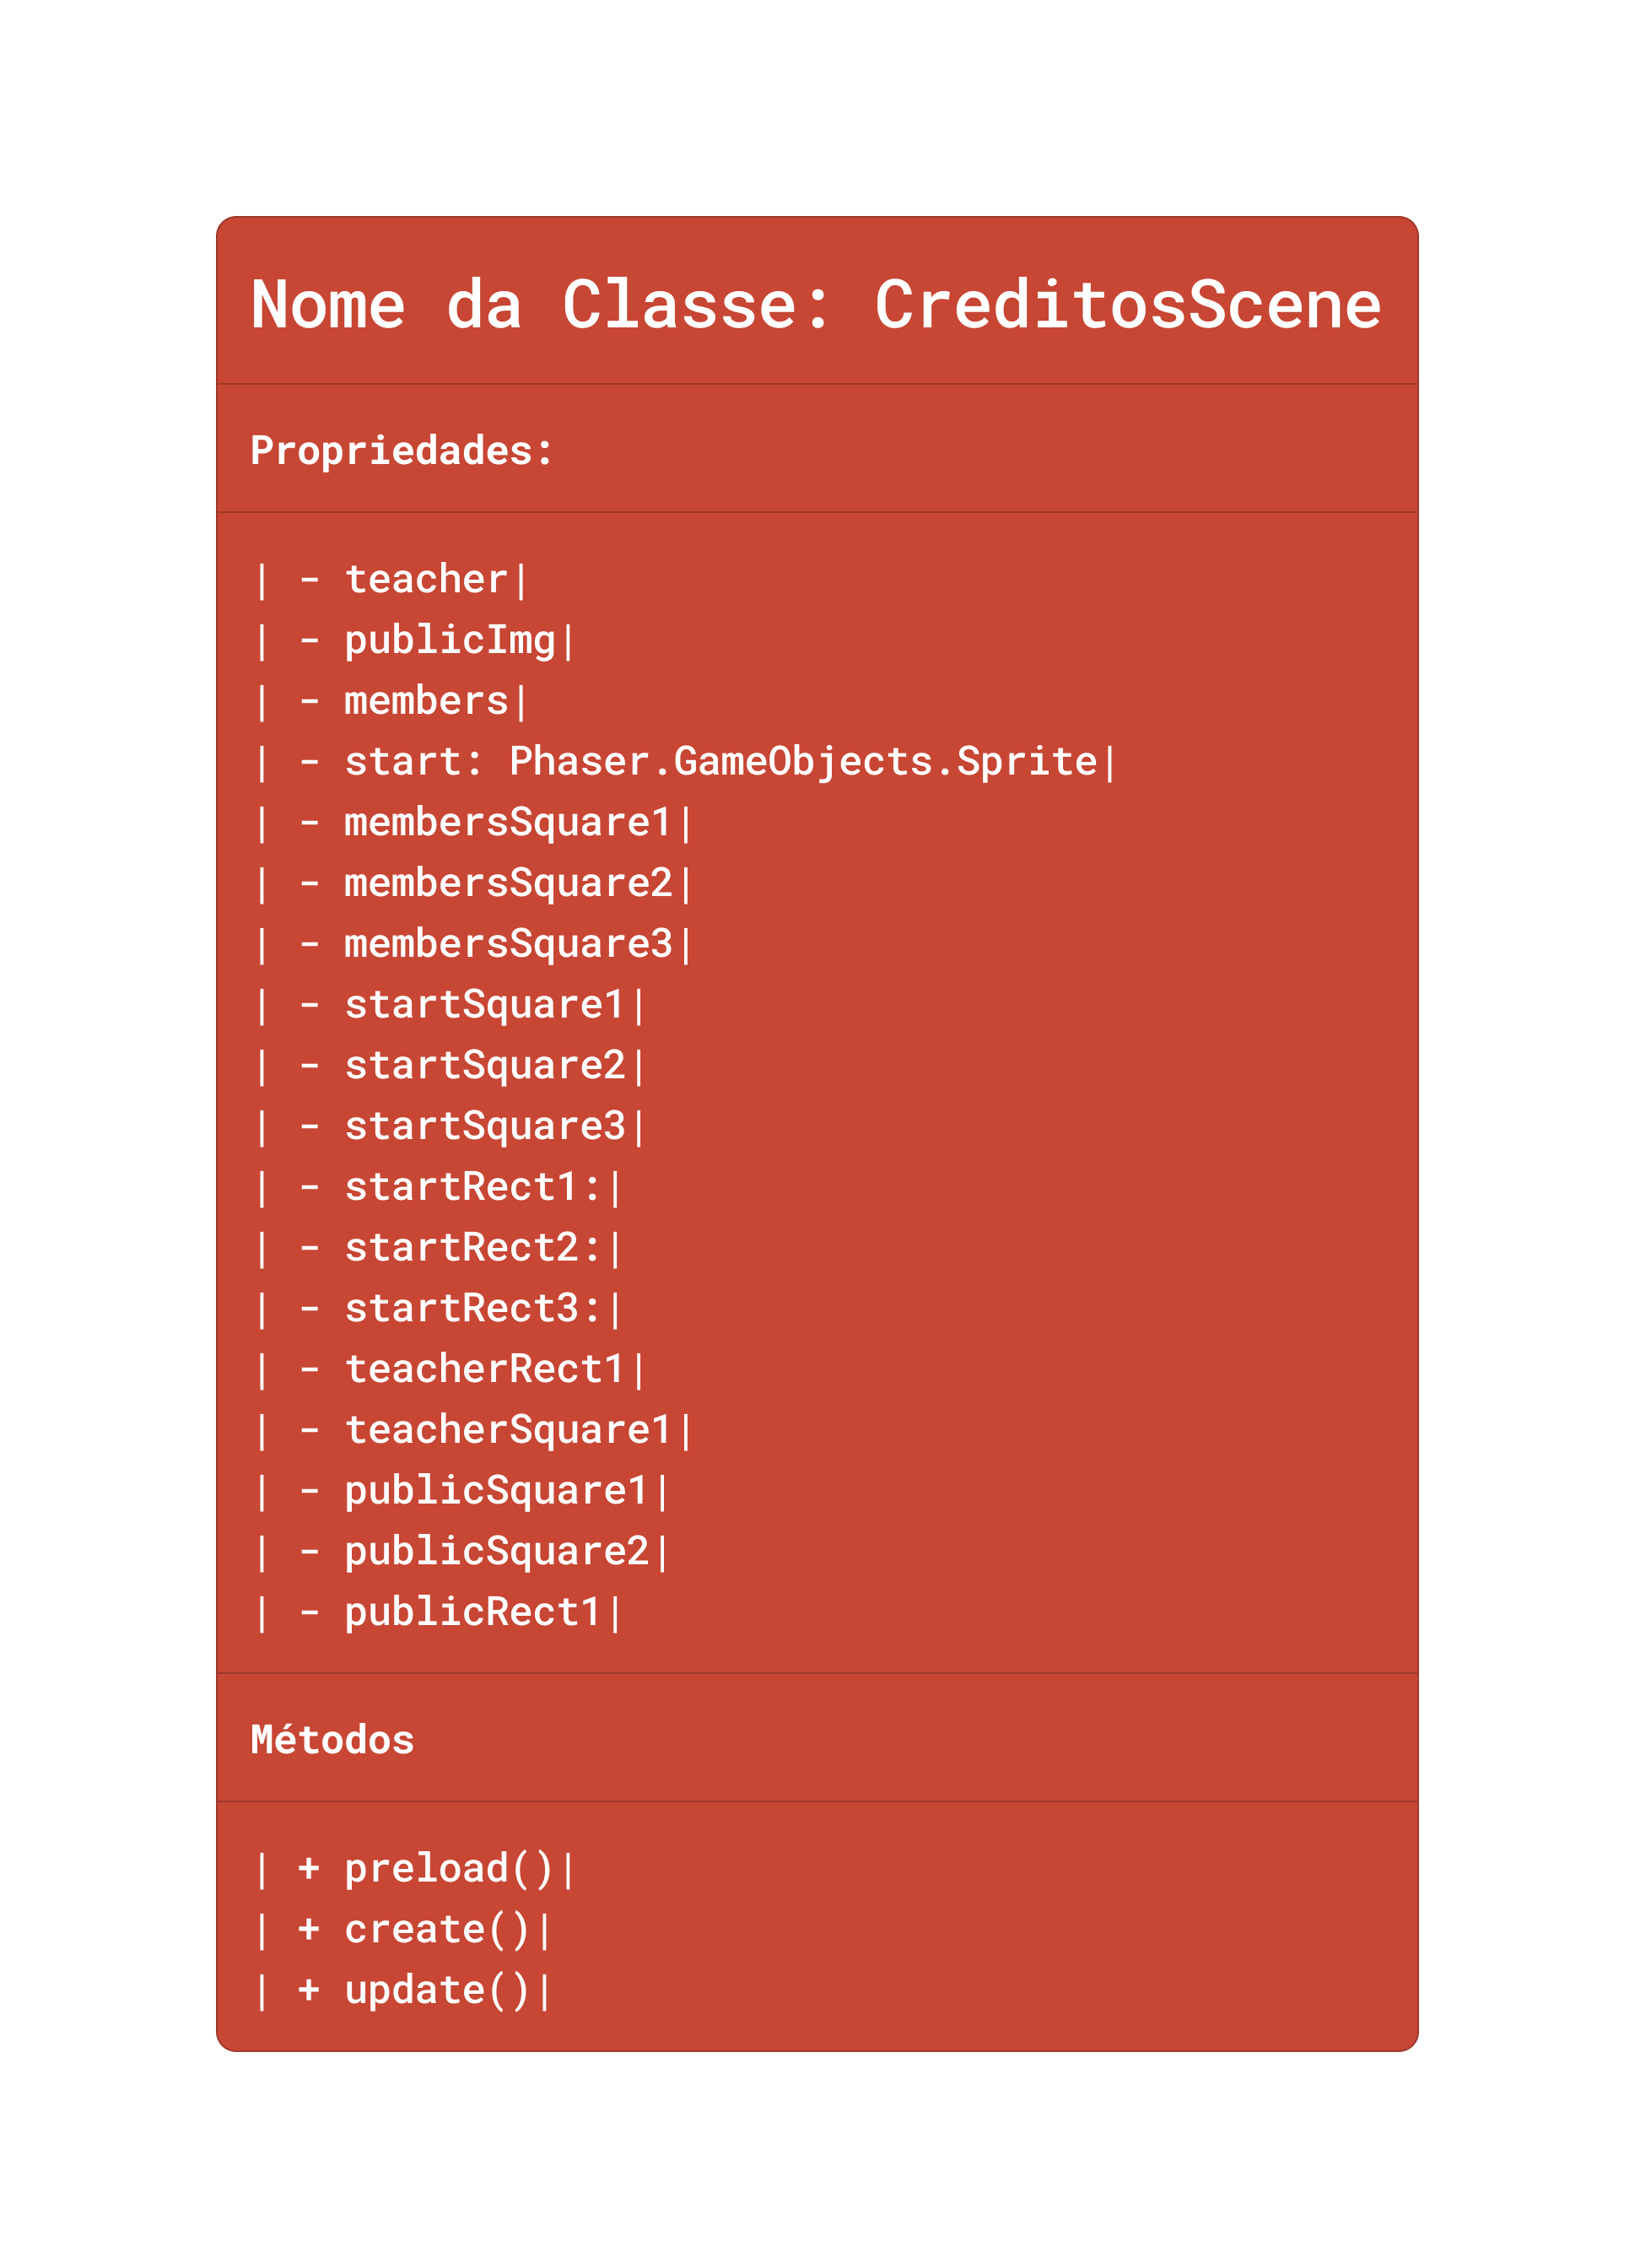 Nome da Classe: CreditosScene
Propriedades:
| - teacher|
| - publicImg|
| - members|
| - start: Phaser.GameObjects.Sprite|
| - membersSquare1|
| - membersSquare2|
| - membersSquare3|
| - startSquare1|
| - startSquare2|
| - startSquare3|
| - startRect1:|
| - startRect2:|
| - startRect3:|
| - teacherRect1|
| - teacherSquare1|
| - publicSquare1|
| - publicSquare2|
| - publicRect1|
Métodos
| + preload()|
| + create()|
| + update()|